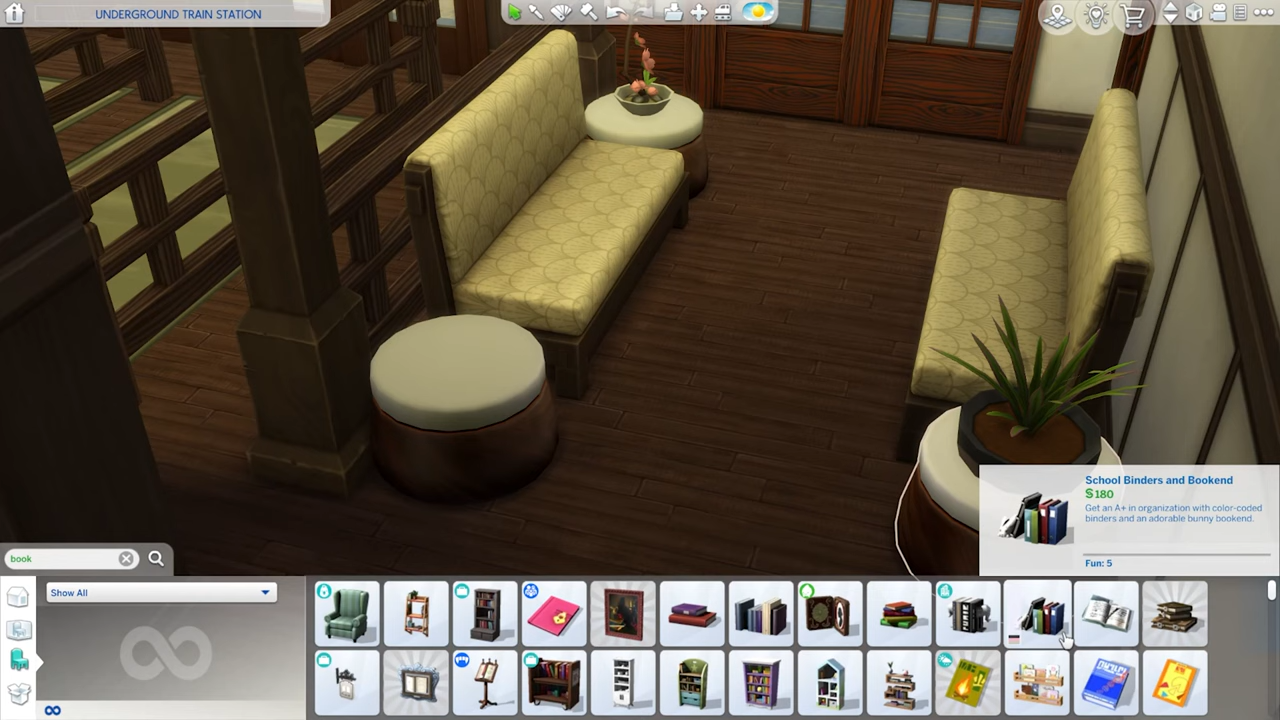 UNDERGROUND TRAIN STATION
School Binders and Bookend
§180
Get an A+ in organization with color-coded
binders and an adorable bunny bookend.
Fun: 5
book
Show All